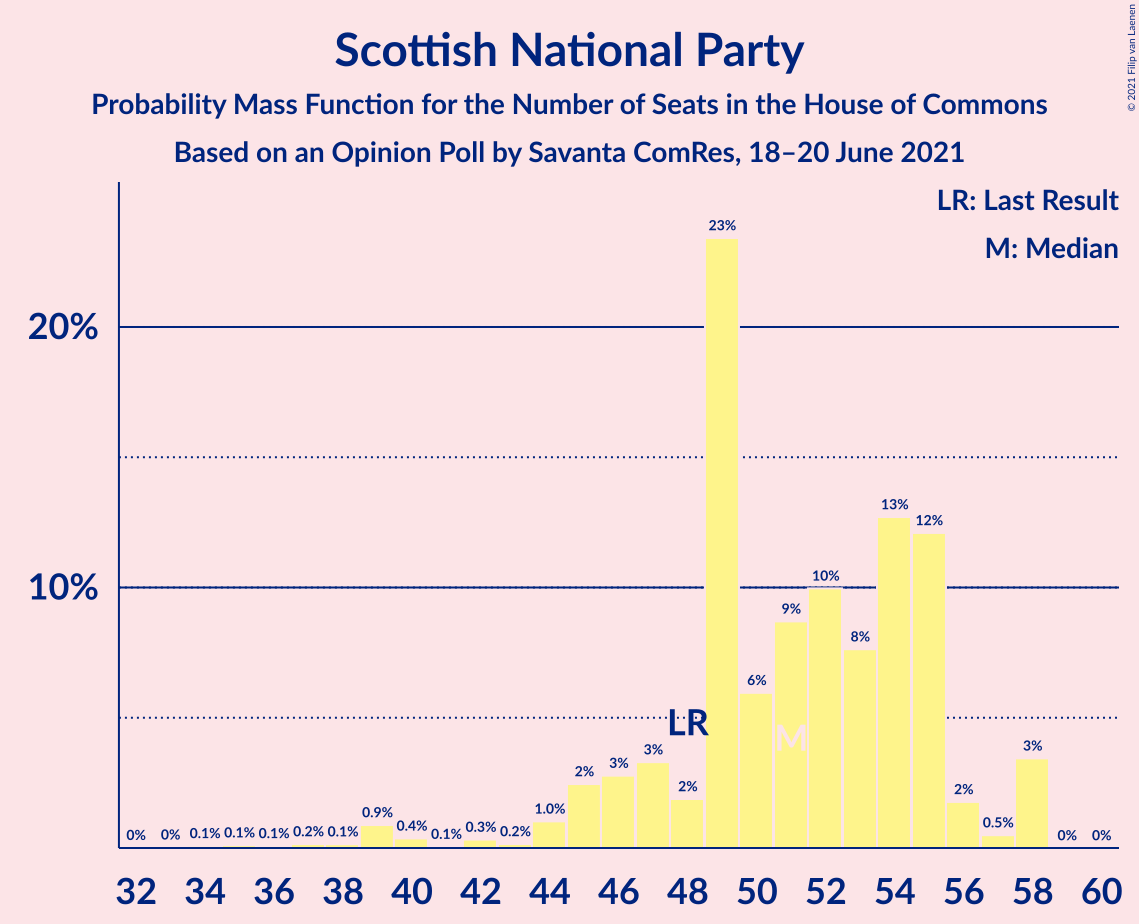 Scottish National Party
Probability Mass Function for the Number of Seats in the House of Commons
Based on an Opinion Poll by Savanta ComRes, 18–20 June 2021
© 2021 Filip van Laenen
LR: Last Result
M: Median
20%
10%
0% 0% 0.1% 0.1% 0.1% 0.2% 0.1% 0.9% 0.4% 0.1% 0.3% 0.2% 1.0% 2% 3% 3% 2% 23% 6% 9% 10% 8% 13% 12% 2% 0.5% 3% 0% 0%
LR
M
32 34 36 38 40 42 44 46 48 50 52 54 56 58 60